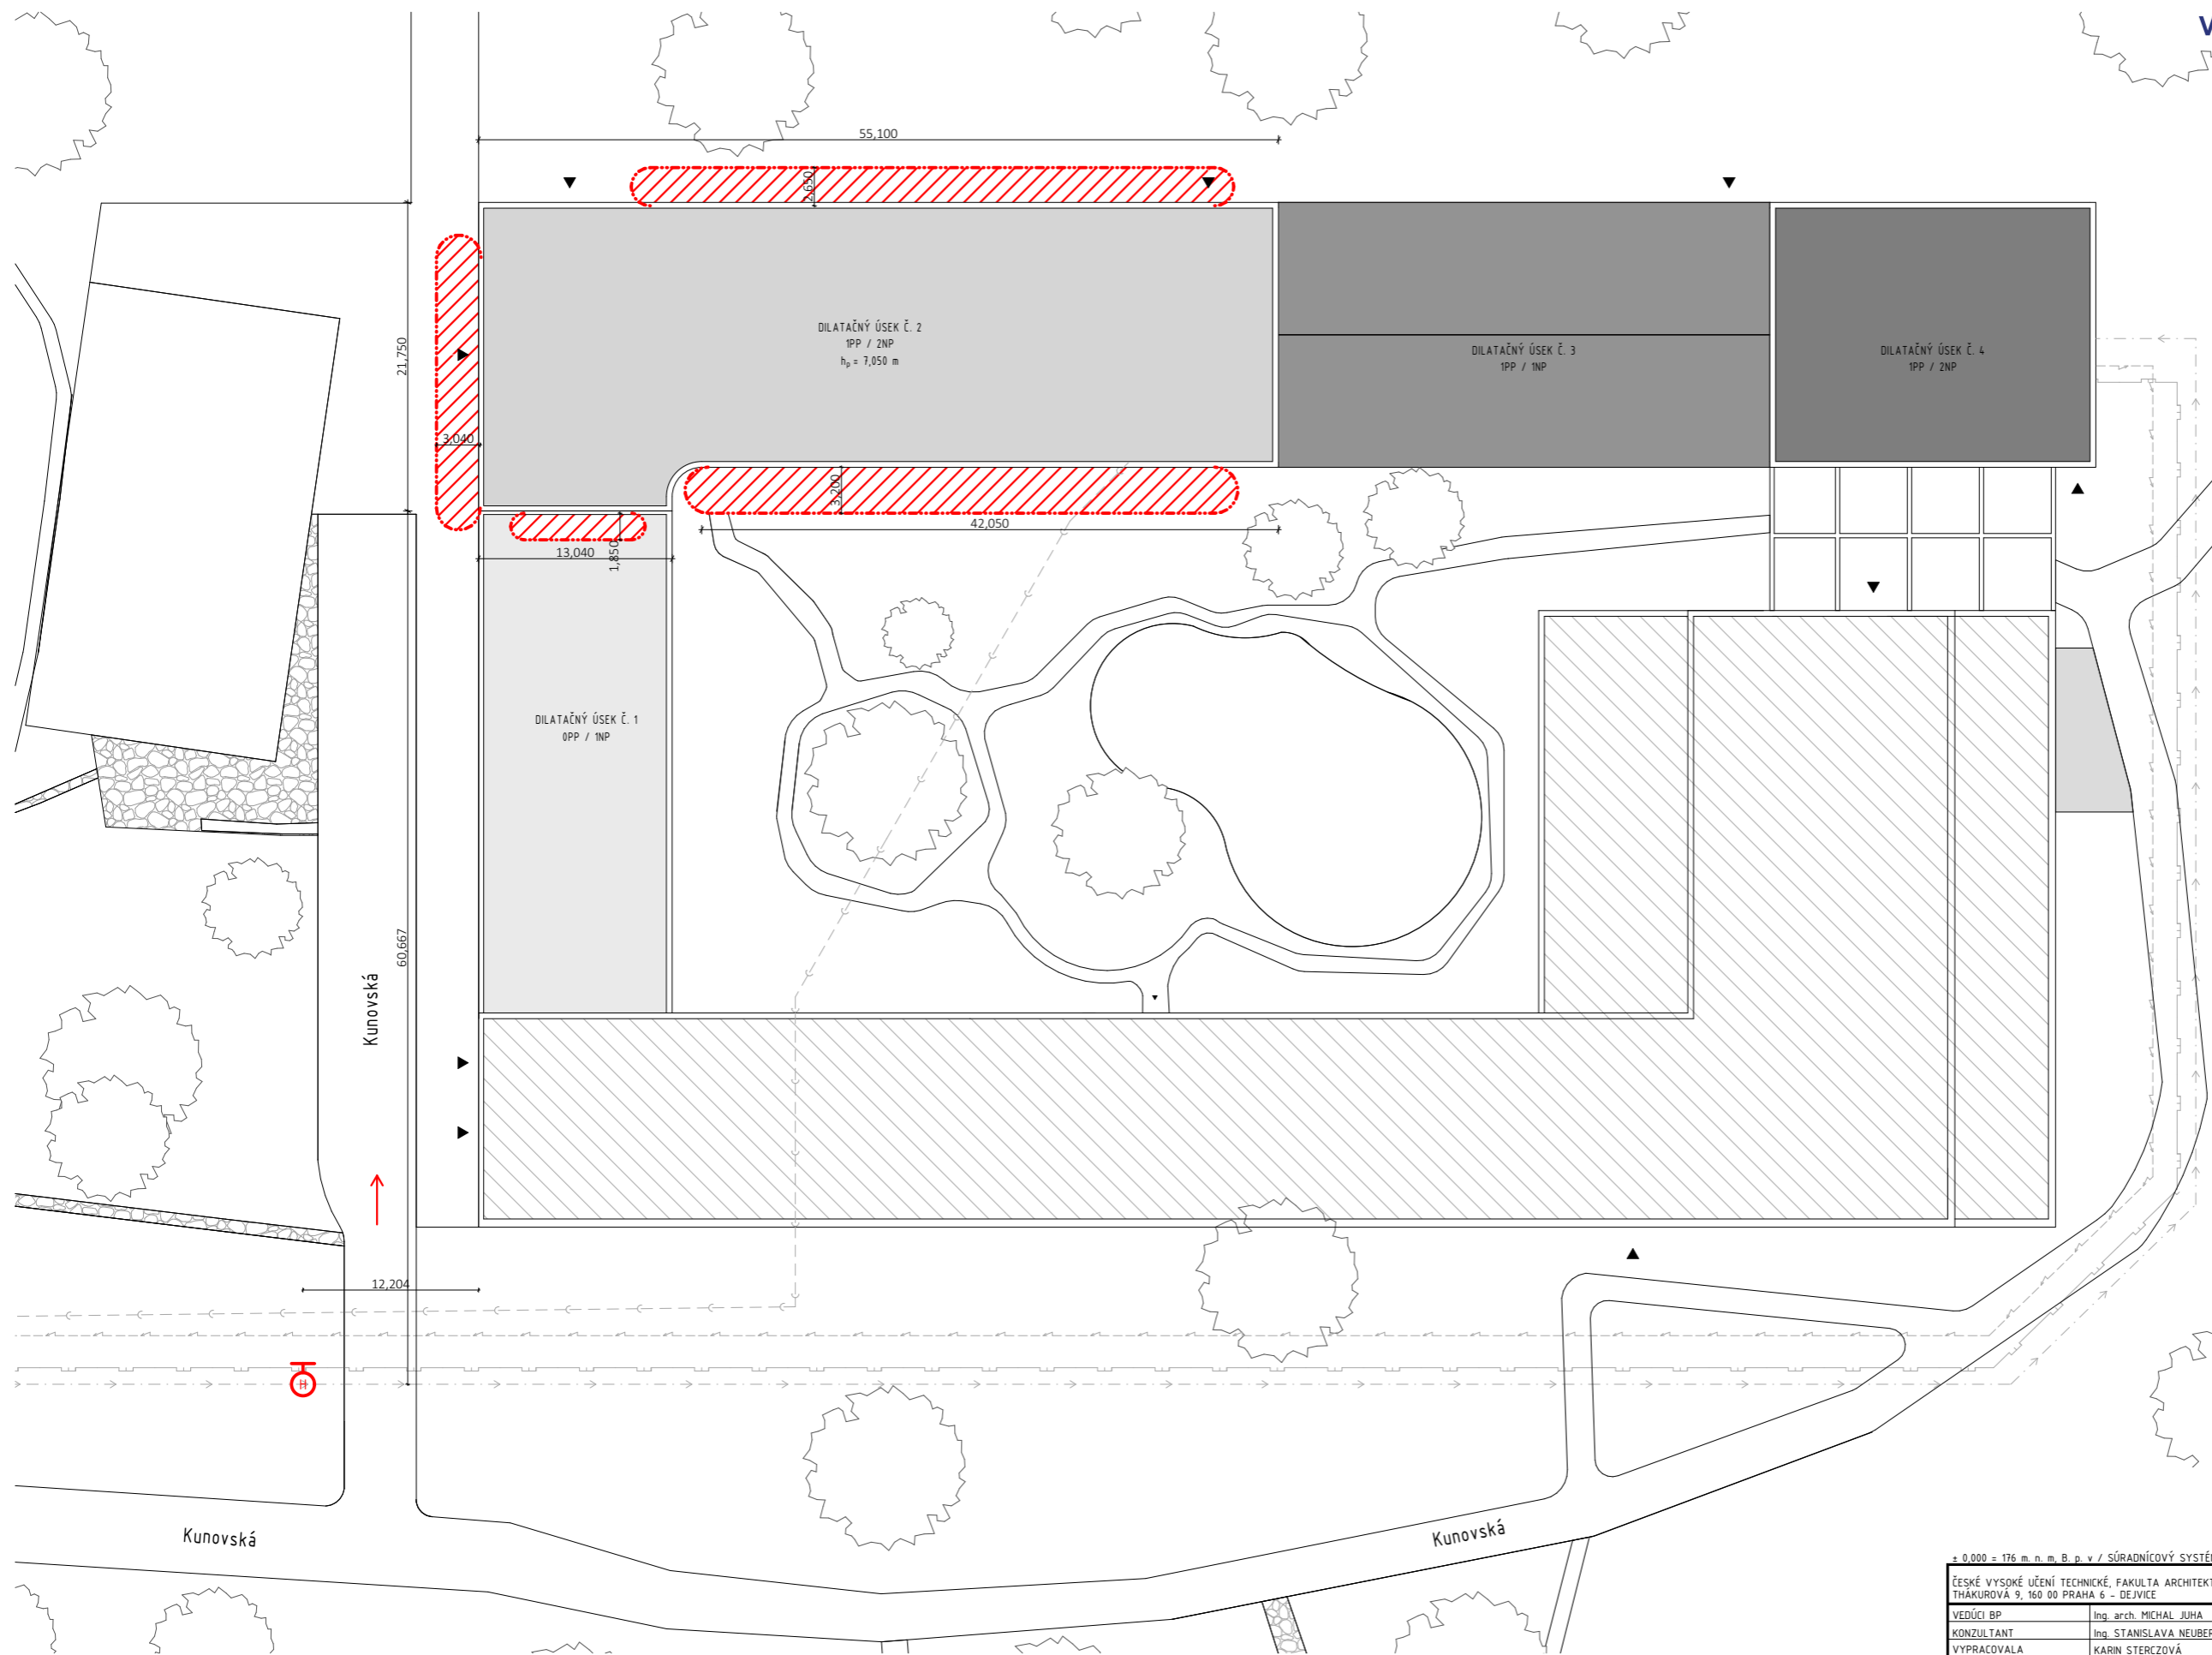 55,100
2,650
DILATAČNÝ ÚSEK Č. 2
1PP / 2NP
hp = 7,050 m
DILATAČNÝ ÚSEK Č. 3
1PP / 1NP
DILATAČNÝ ÚSEK Č. 4
1PP / 2NP
21,750
3,040
3,200
42,050
13,040
1,850
DILATAČNÝ ÚSEK Č. 1
0PP / 1NP
60,667
Kunovská
12,204
H
Kunovská
Kunovská
± 0,000 = 176 m. n. m, B. p. v / SÚRADNÍCOVÝ
ČESKÉ VYSOKÉ UČENÍ TECHNICKÉ, FAKULTA
THÁKUROVÁ 9, 160 00 PRAHA 6 - DEJVICE
VEDÚCI BP Ing. arch. MICHAL JUHA
KONZULTANT Ing. STANISLAVA
VYPRACOVALA KARIN STERCZOVÁ